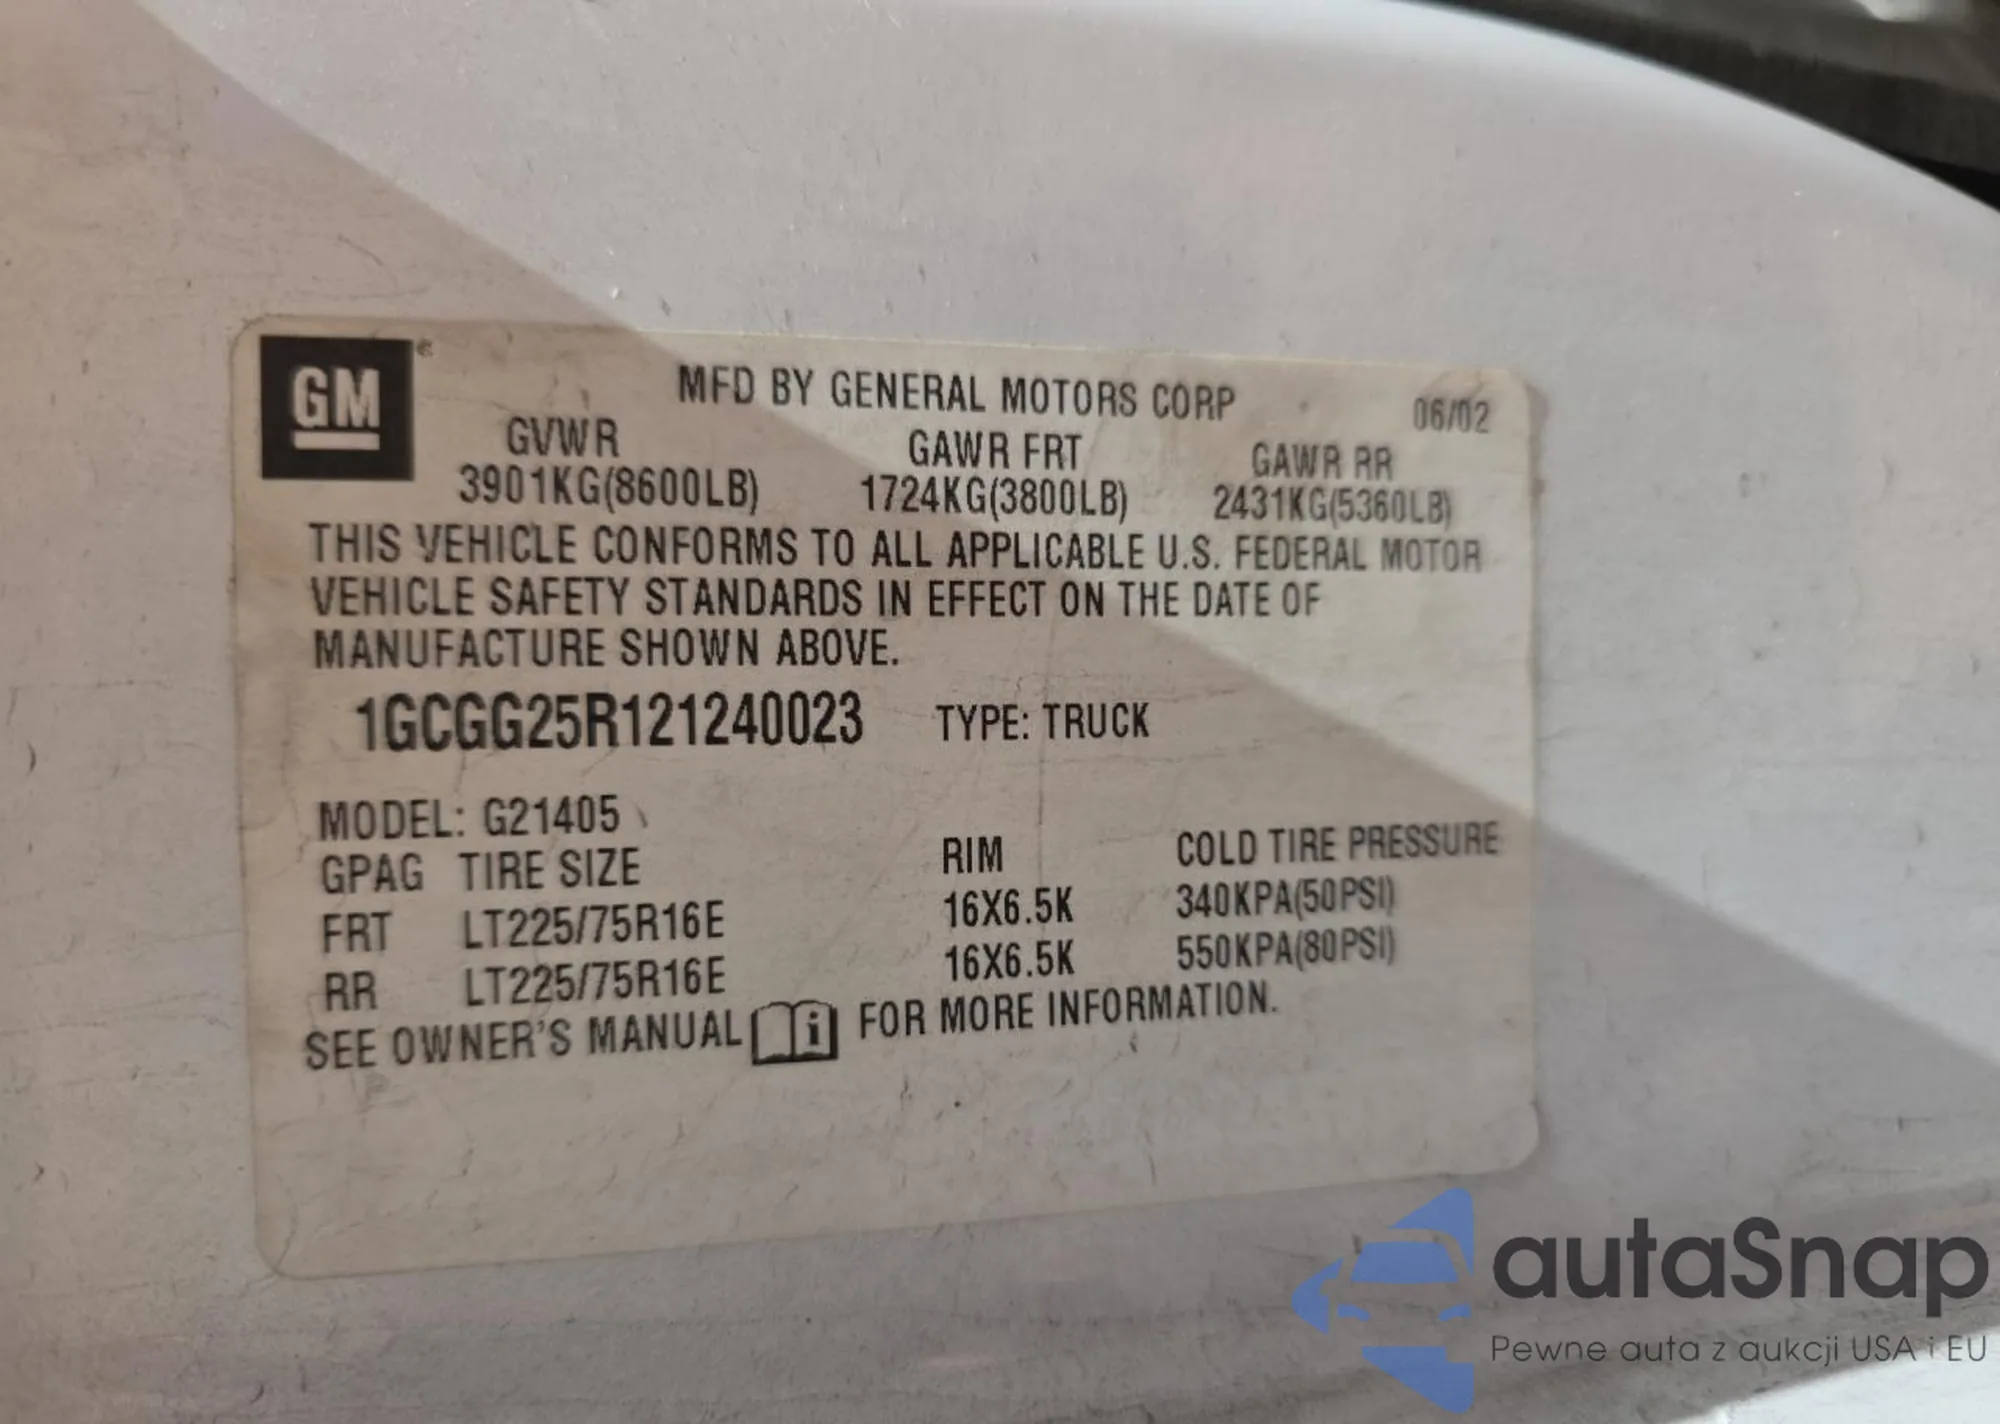 GM ®
MFD BY GENERAL MOTORS CORP 06/02
GVWR GAWR FRT GAWR RR
3901KG(8600LB) 1724KG(3800LB) 2431KG(5360LB)
THIS VEHICLE CONFORMS TO ALL APPLICABLE U.S. FEDERAL MOTOR
VEHICLE SAFETY STANDARDS IN EFFECT ON THE DATE OF
MANUFACTURE SHOWN ABOVE.
1GCGG25R121240023 TYPE: TRUCK
MODEL: G21405
GPAG TIRE SIZE RIM COLD TIRE PRESSURE
FRT LT225/75R16E 16X6.5K 340KPA(50PSI)
RR LT225/75R16E 16X6.5K 550KPA(80PSI)
SEE OWNER'S MANUAL i FOR MORE INFORMATION.
autaSnap
Pewne auta z aukcji USA i EU